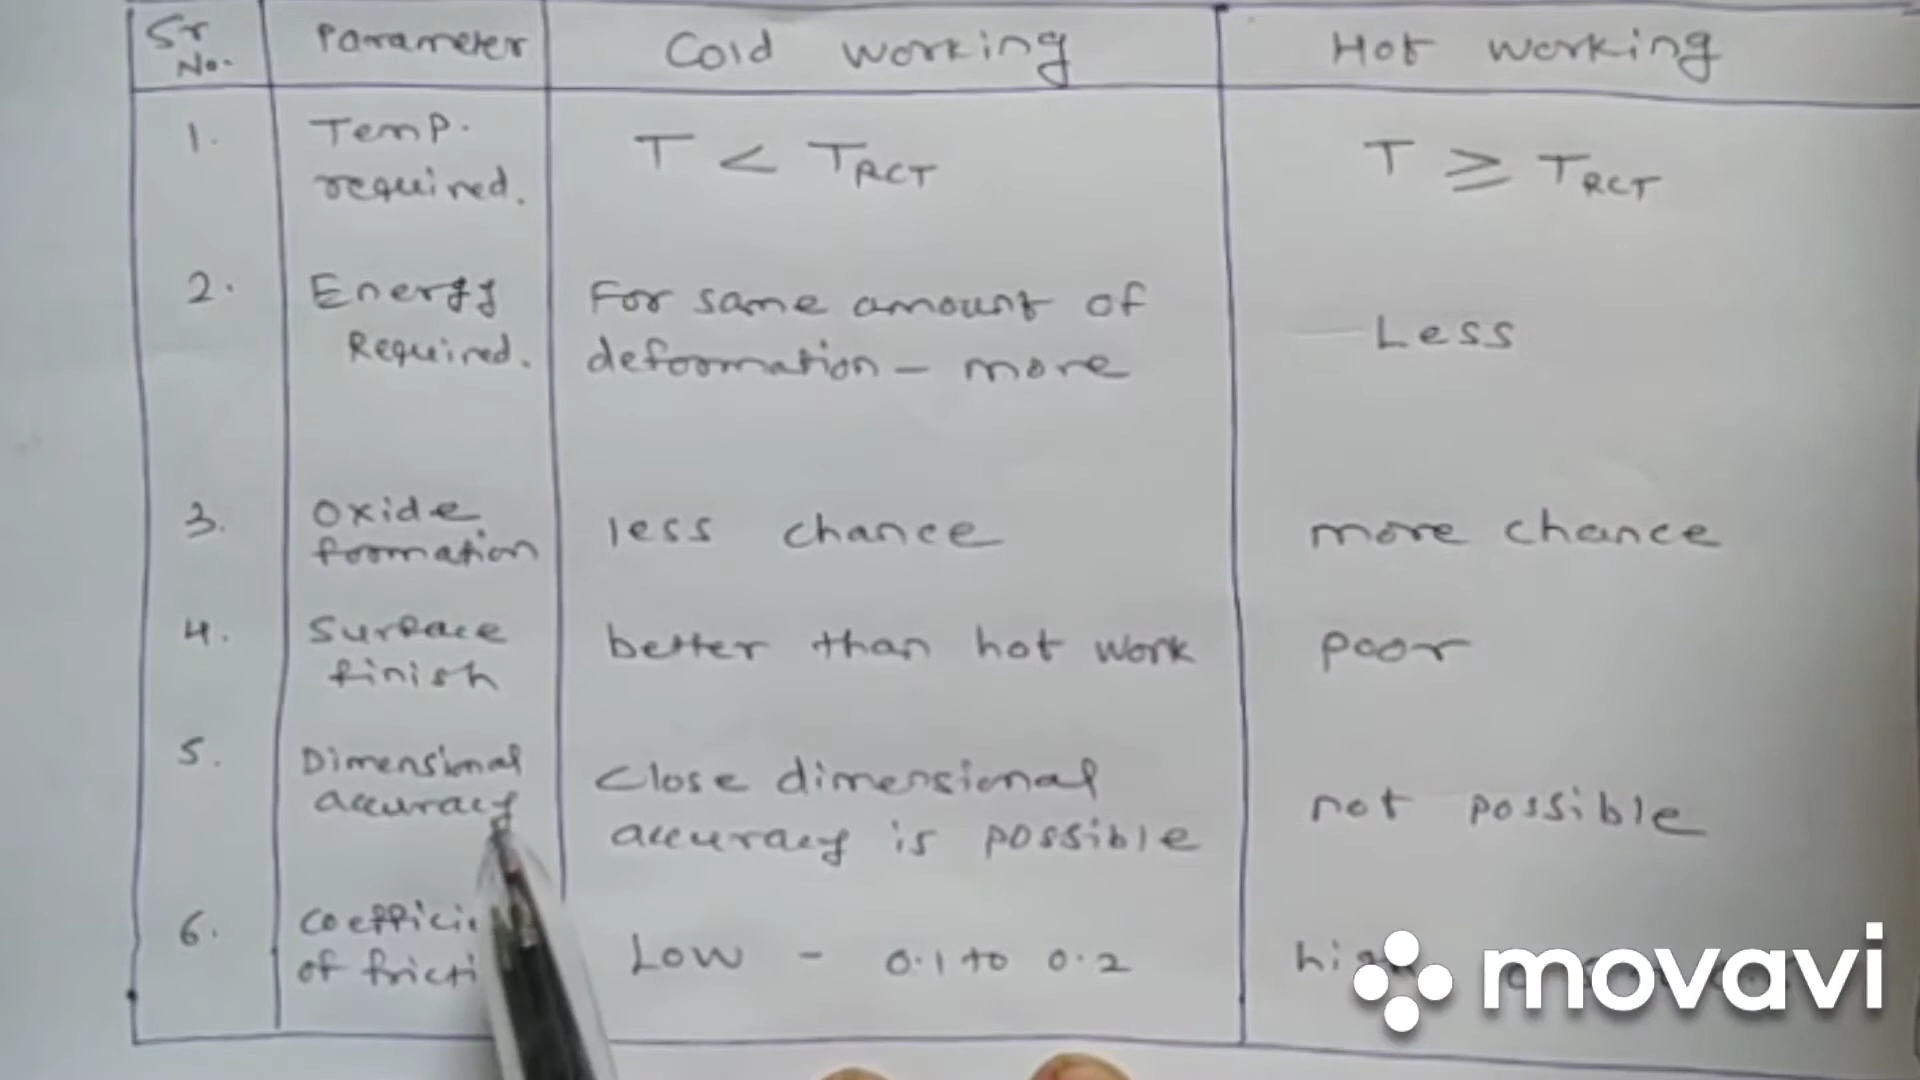 Sr No. Parameter Cold working Hot working
1. Temp. required. T < TRCT T ≥ TRCT
2. Energy Required. For same amount of deformation - more Less
3. Oxide formation less chance more chance
4. Surface finish better than hot work poor
5. Dimensional accuracy Close dimensional accuracy is possible not possible
6. of Low - 0.1 to 0.2
movavi